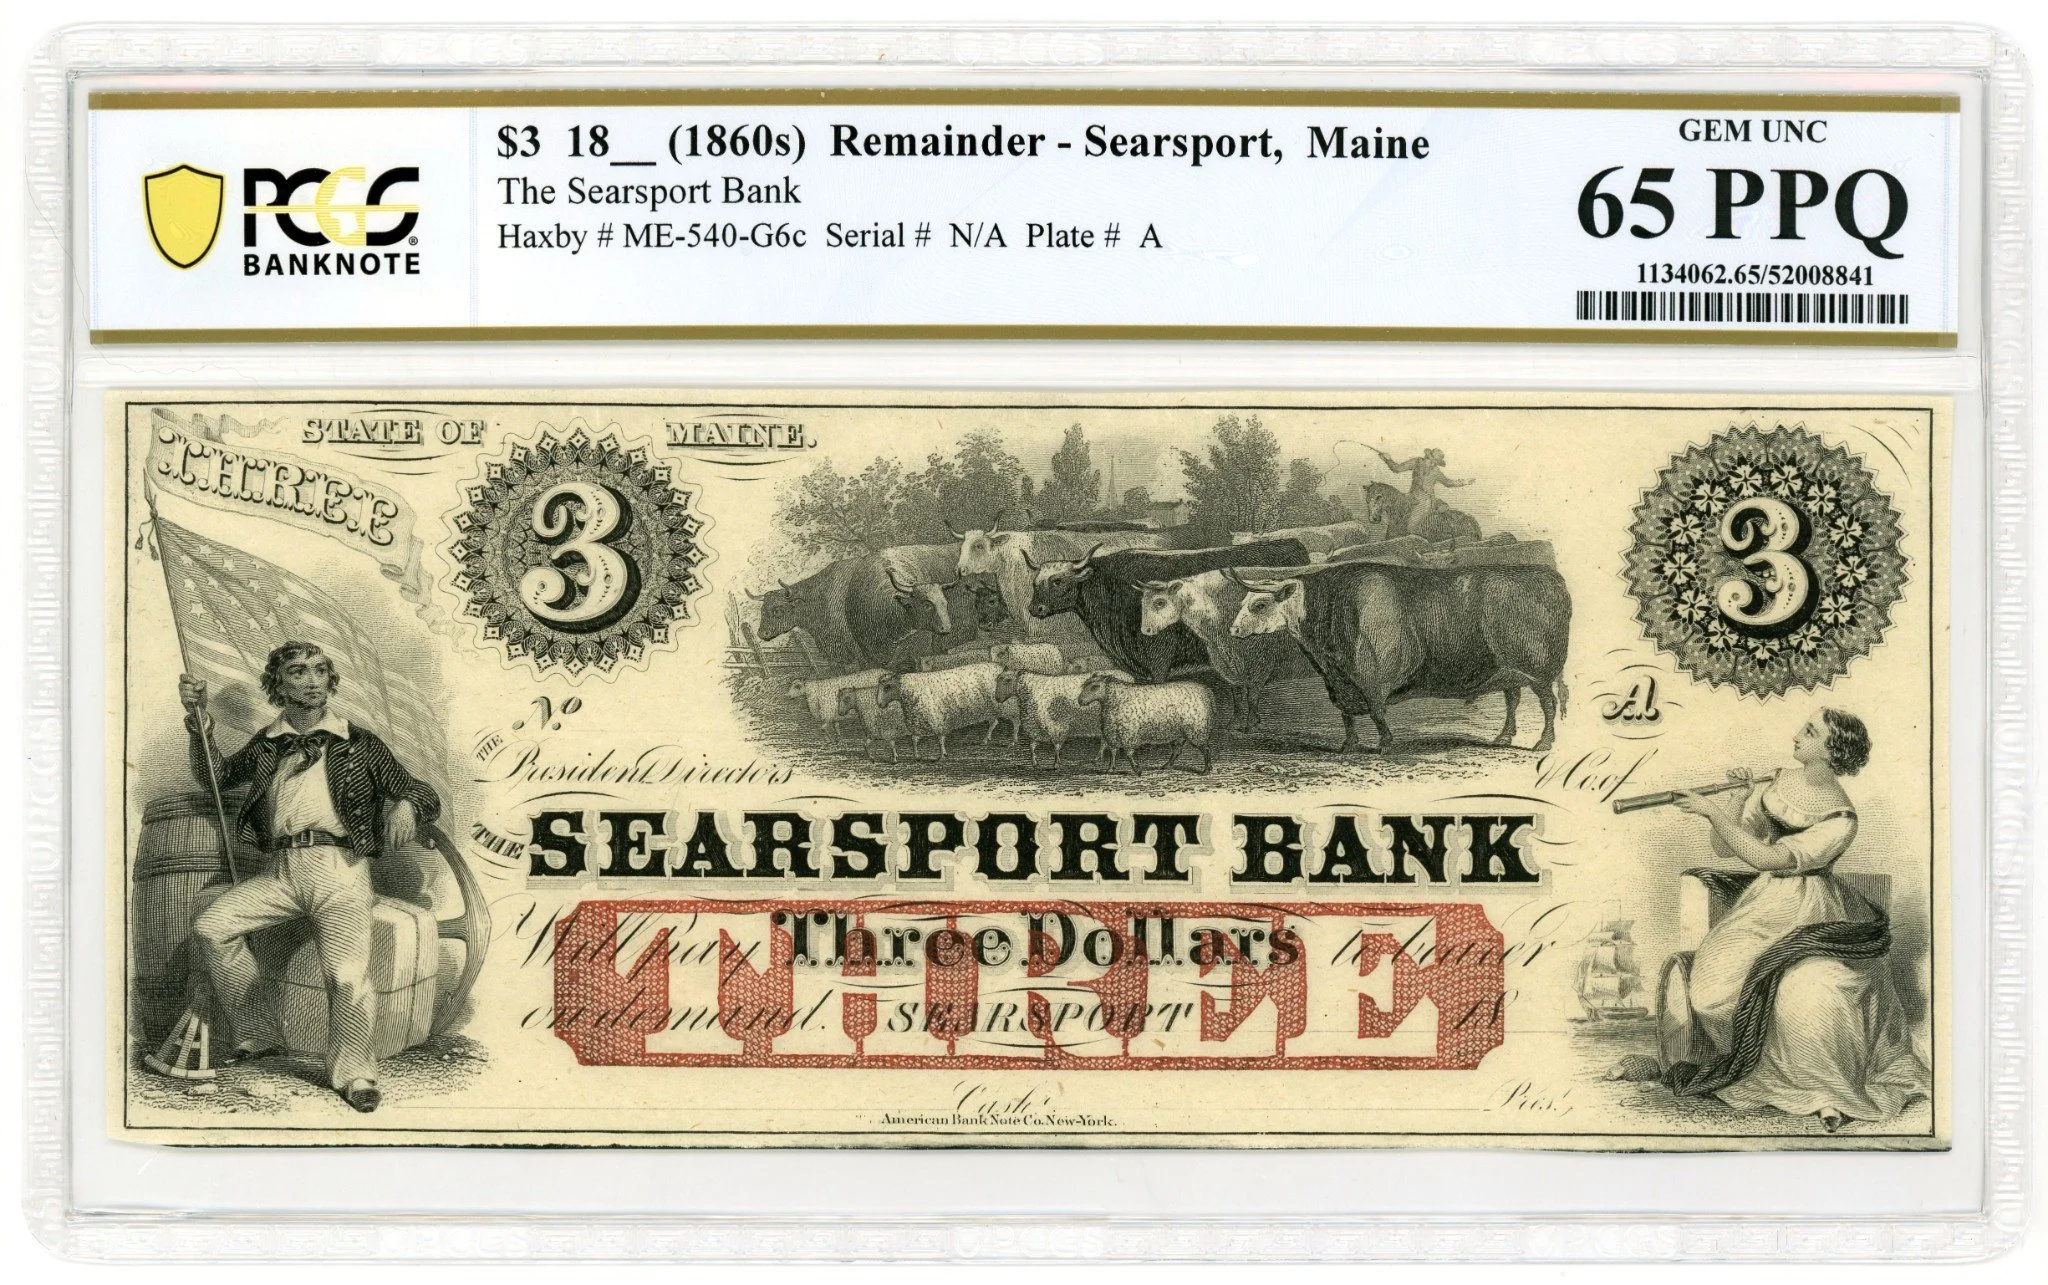 PCGS®
BANKNOTE
$3 18__ (1860s) Remainder - Searsport, Maine
The Searsport Bank
Haxby # ME-540-G6c Serial # N/A Plate # A
GEM UNC
65 PPQ
1134062.65/52008841
STATE OF MAINE.
THREE
3
3
No
A.
THE President Directors & Co. of
THE SEARSPORT BANK
Will pay Three Dollars to bearer
THREE
on demand. SEARSPORT 18
Cashr. Prest.
American Bank Note Co. New-York.